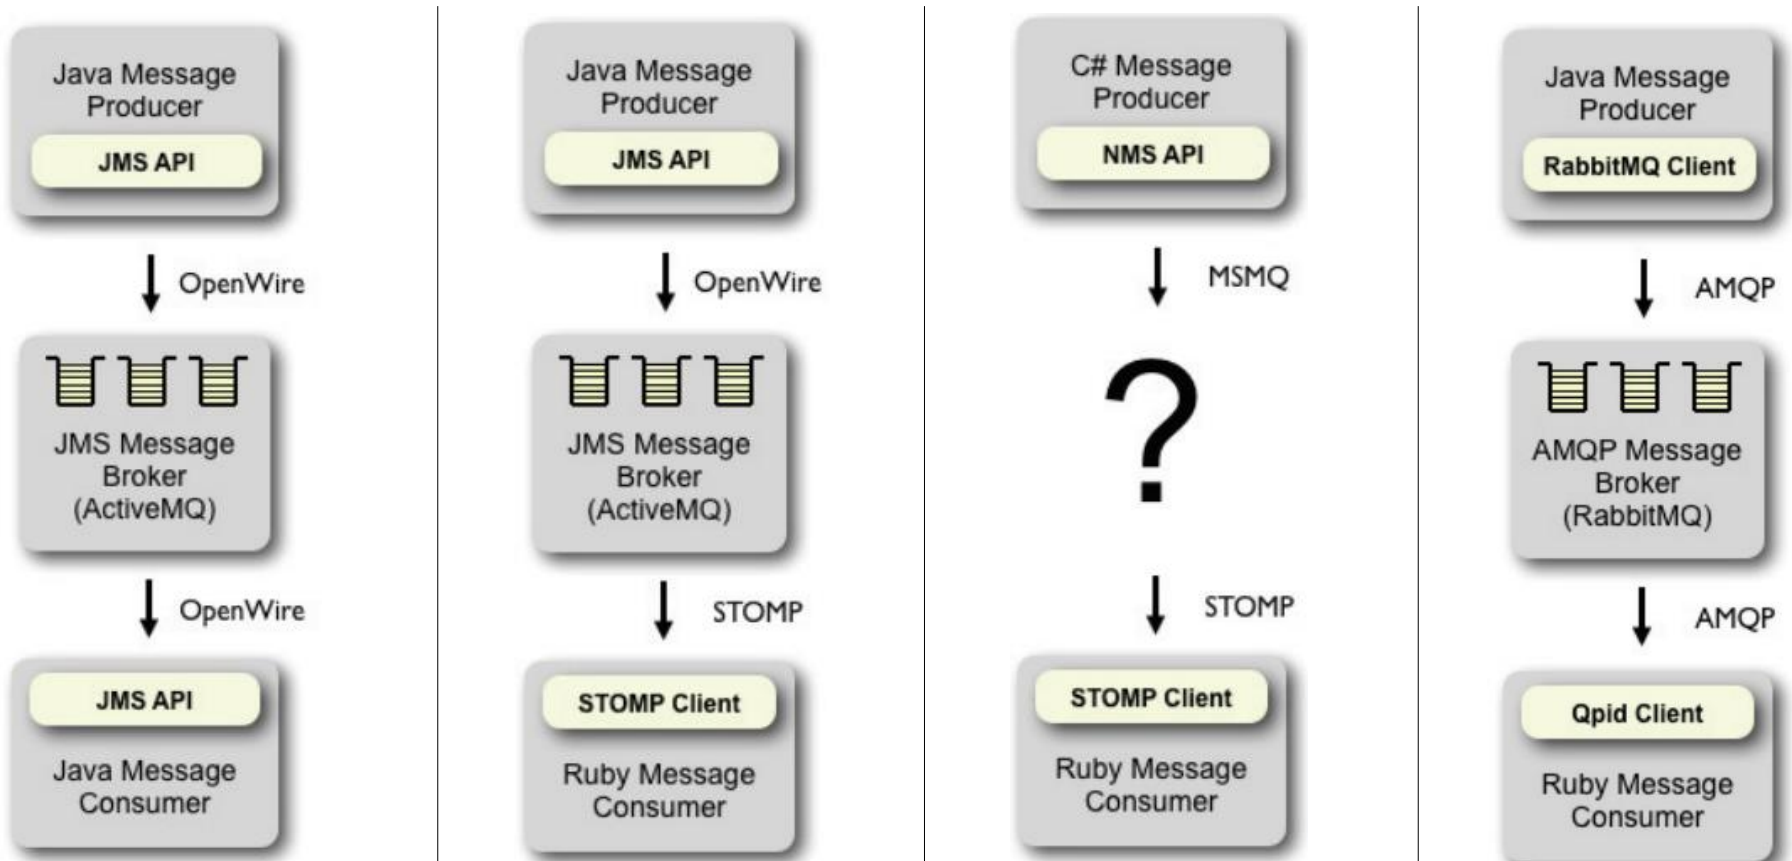 Java Message
Producer
JMS API
OpenWire
JMS Message
Broker
(ActiveMQ)
OpenWire
JMS API
Java Message
Consumer
Java Message
Producer
JMS API
OpenWire
JMS Message
Broker
(ActiveMQ)
STOMP
STOMP Client
Ruby Message
Consumer
C# Message
Producer
NMS API
MSMQ
?
STOMP
STOMP Client
Ruby Message
Consumer
Java Message
Producer
RabbitMQ Client
AMQP
AMQP Message
Broker
(RabbitMQ)
AMQP
Qpid Client
Ruby Message
Consumer